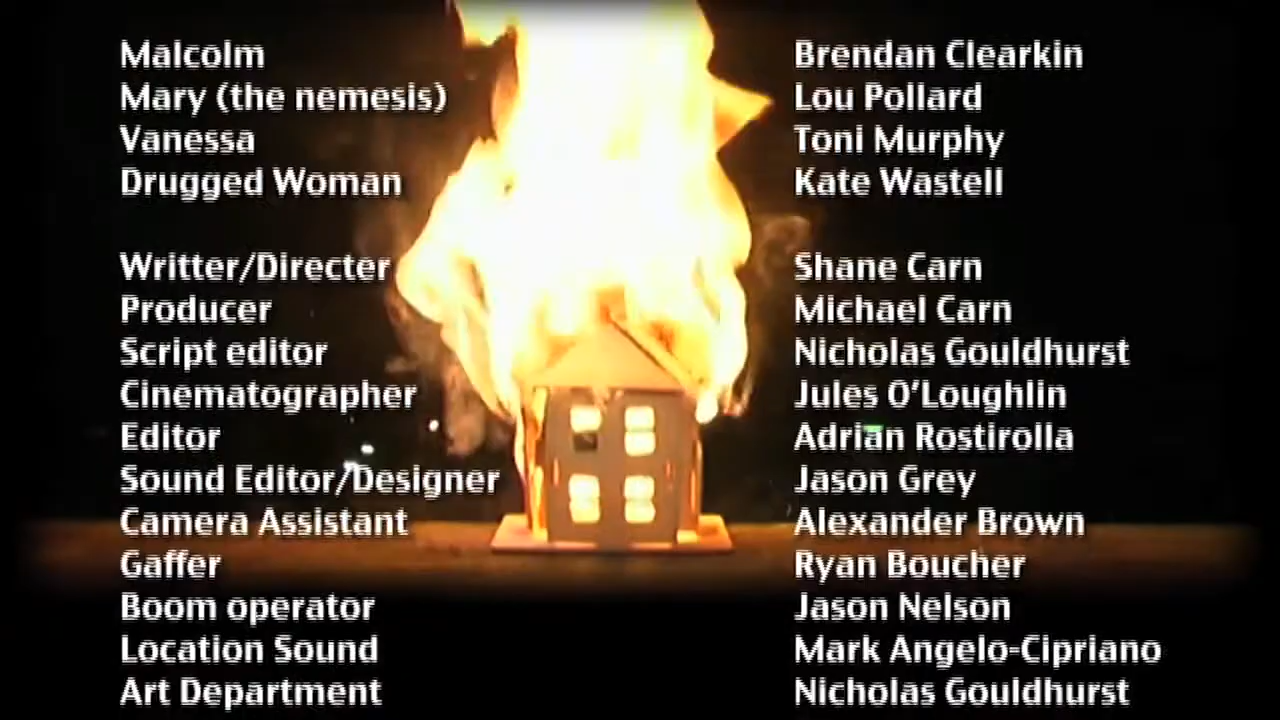 Malcolm Brendan Clearkin
Mary (the nemesis) Lou Pollard
Vanessa Toni Murphy
Drugged Woman Kate Wastell
Writter/Directer Shane Carn
Producer Michael Carn
Script editor Nicholas Gouldhurst
Cinematographer Jules O'Loughlin
Editor Adrian Rostirolla
Sound Editor/Designer Jason Grey
Camera Assistant Alexander Brown
Gaffer Ryan Boucher
Boom operator Jason Nelson
Location Sound Mark Angelo-Cipriano
Art Department Nicholas Gouldhurst